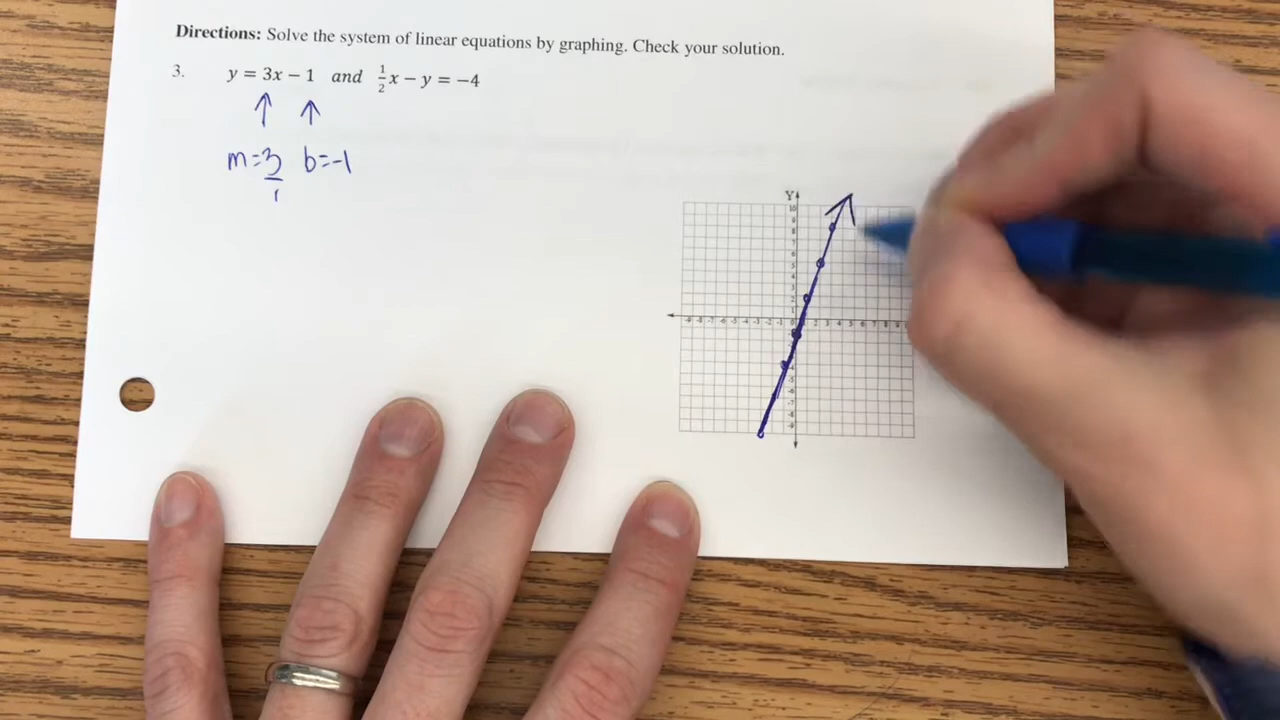 Directions: Solve the system of linear equations by graphing. Check your solution.
3. y = 3x − 1 and 1/2 x − y = −4
m=3/1 b=-1
Y